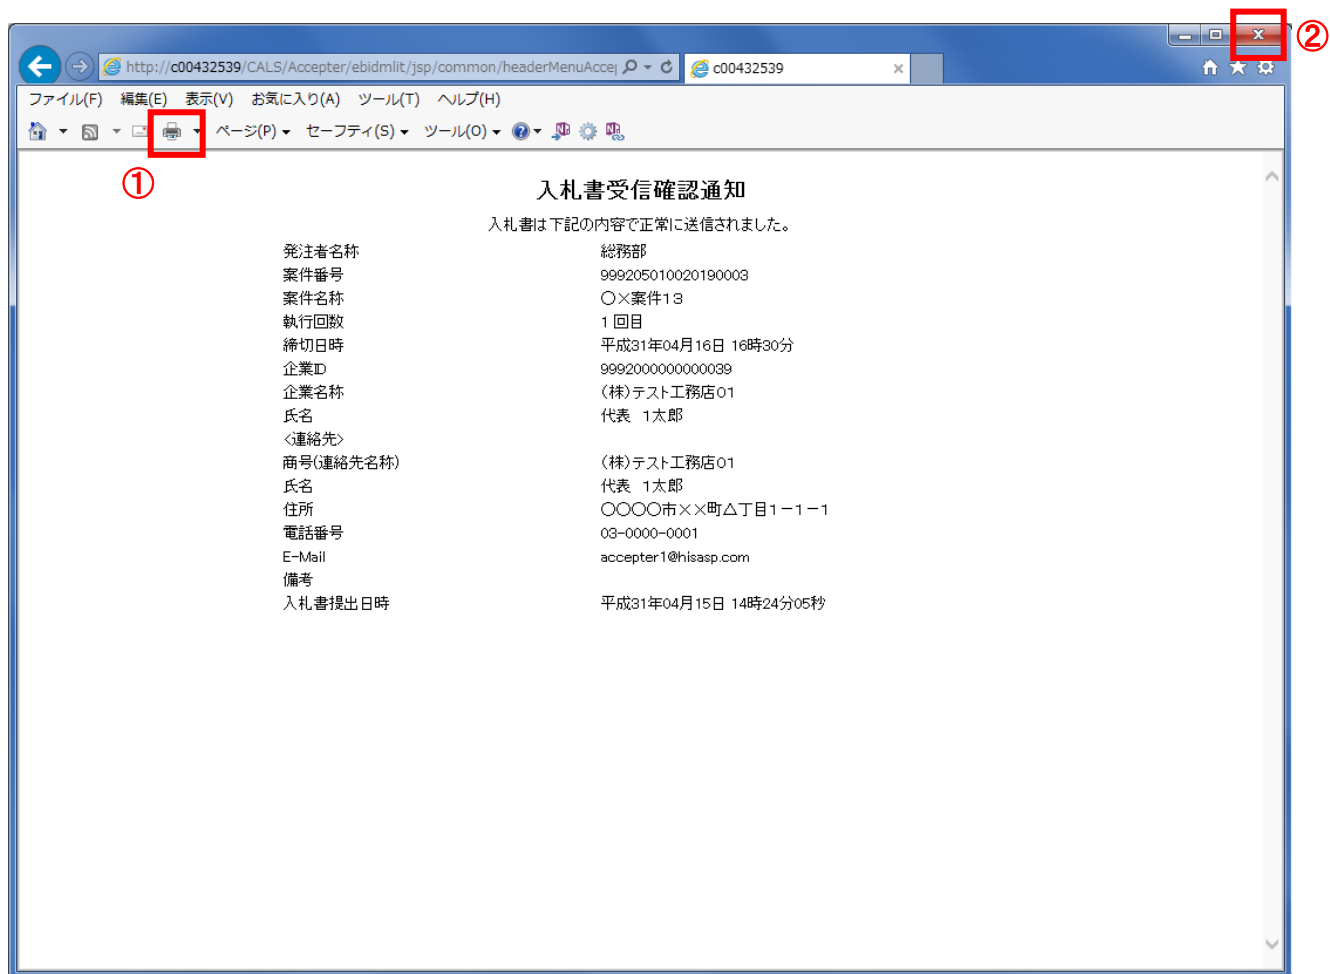 ②
http://c00432539/CALS/Accepter/ebidmlit/jsp/common/headerMenuAccep
c00432539
ファイル(F) 編集(E) 表示(V) お気に入り(A) ツール(T) ヘルプ(H)
ページ(P) セーフティ(S) ツール(O)
①
入札書受信確認通知
入札書は下記の内容で正常に送信されました。
発注者名称 総務部
案件番号 999205010020190003
案件名称 〇×案件13
執行回数 1回目
締切日時 平成31年04月16日 16時30分
企業ID 9992000000000039
企業名称 (株)テスト工務店01
氏名 代表 1太郎
<連絡先>
商号(連絡先名称) (株)テスト工務店01
氏名 代表 1太郎
住所 〇〇〇〇市××町△丁目1-1-1
電話番号 03-0000-0001
E-Mail accepter1@hisasp.com
備考
入札書提出日時 平成31年04月15日 14時24分05秒